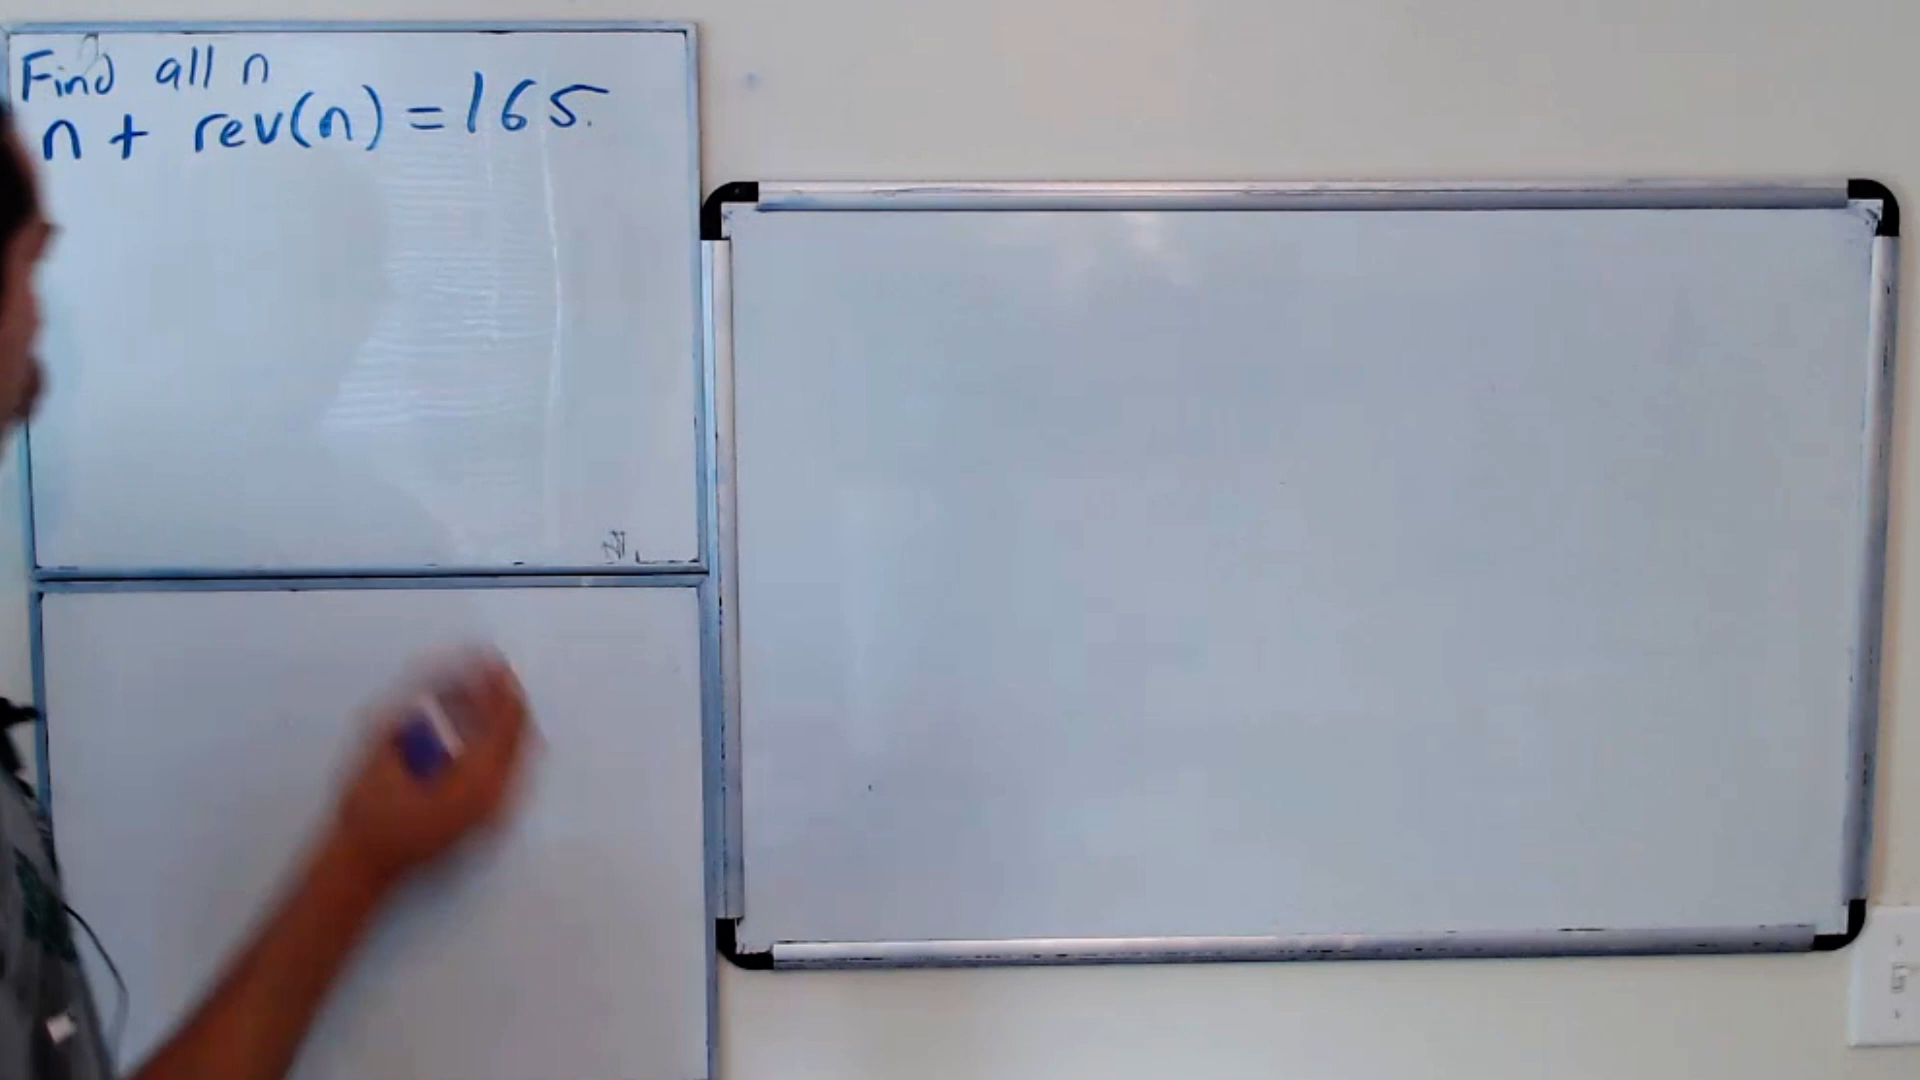 Find all n
n + rev(n) = 165.